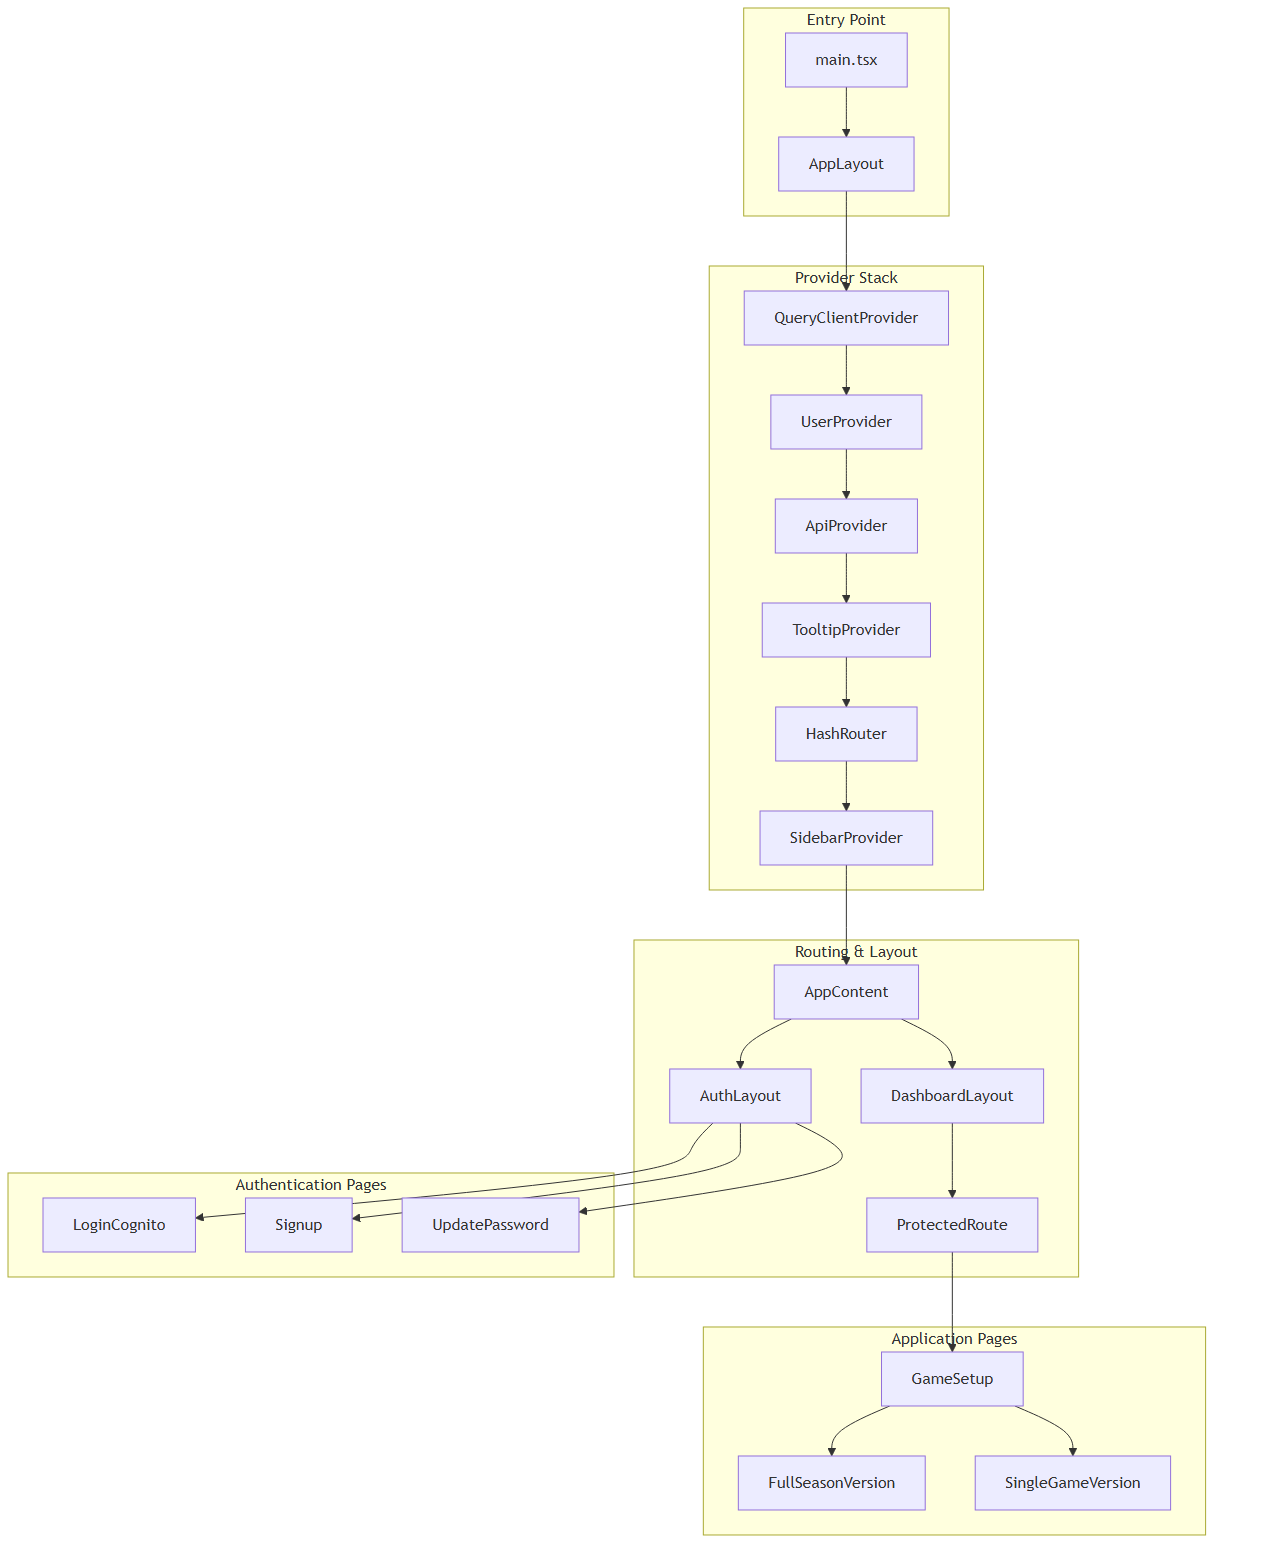 Entry Point
main.tsx
AppLayout
Provider Stack
QueryClientProvider
UserProvider
ApiProvider
TooltipProvider
HashRouter
SidebarProvider
Routing & Layout
AppContent
AuthLayout
DashboardLayout
Authentication Pages
LoginCognito
Signup
UpdatePassword
ProtectedRoute
Application Pages
GameSetup
FullSeasonVersion
SingleGameVersion